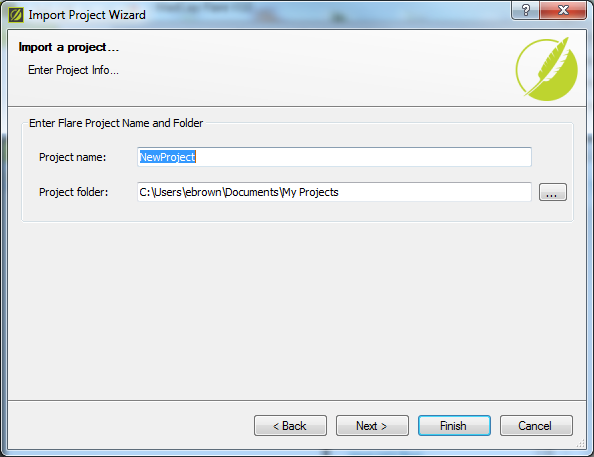 Import Project Wizard
?
Import a project...
Enter Project Info...
Enter Flare Project Name and Folder
Project name: NewProject
Project folder: C:\Users\ebrown\Documents\My Projects ...
< Back Next > Finish Cancel